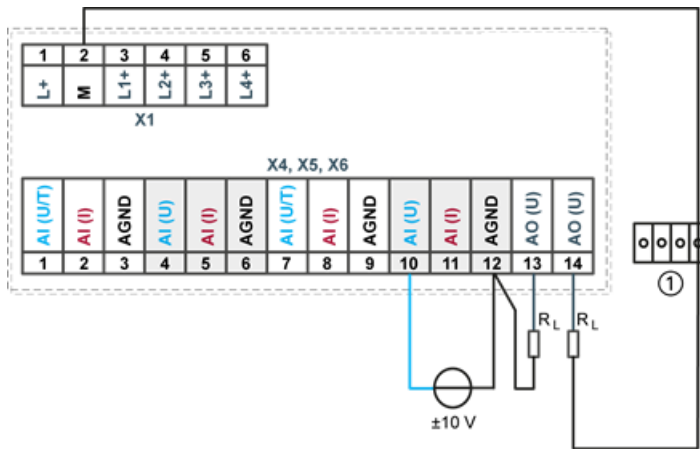 1 2 3 4 5 6
L+ M L1+ L2+ L3+ L4+
X1
X4, X5, X6
AI (U/T) AI (I) AGND AI (U) AI (I) AGND AI (U/T) AI (I) AGND AI (U) AI (I) AGND AO (U) AO (U)
1 2 3 4 5 6 7 8 9 10 11 12 13 14
①
RL RL
±10 V